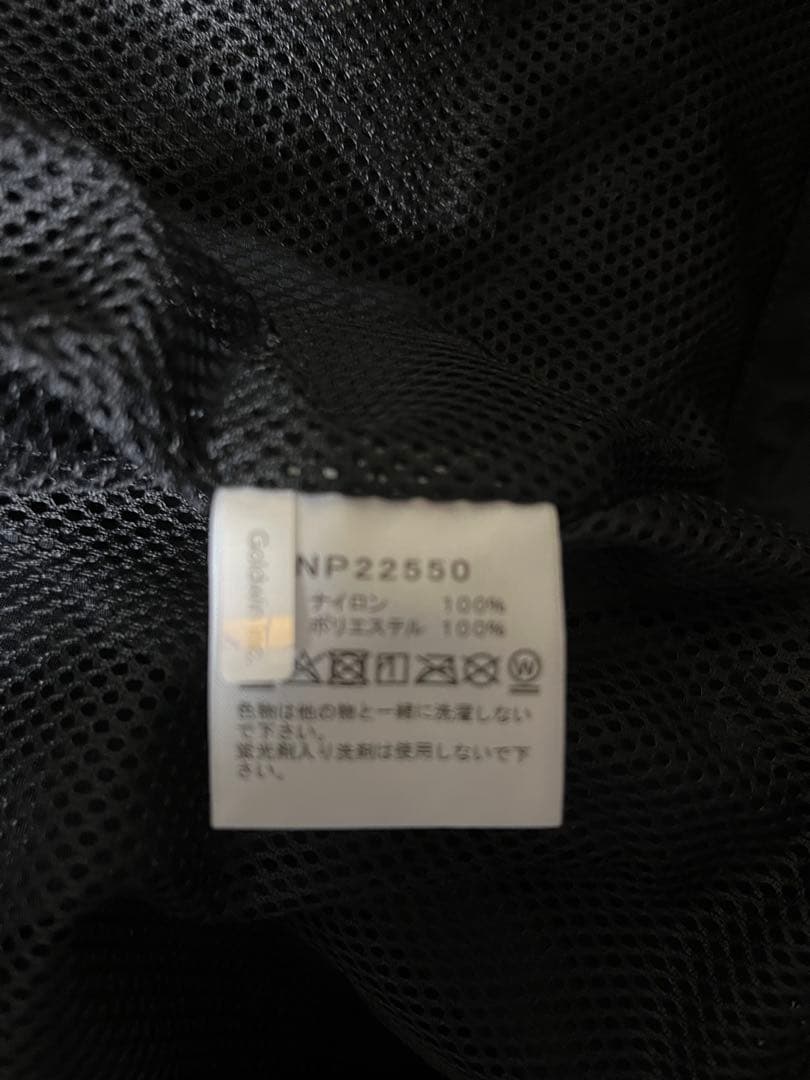 Goldwin Inc.
NP22550
ナイロン 100%
ポリエステル 100%
W
色物は他の物と一緒に洗濯しない
で下さい。
蛍光剤入り洗剤は使用しないで下
さい。